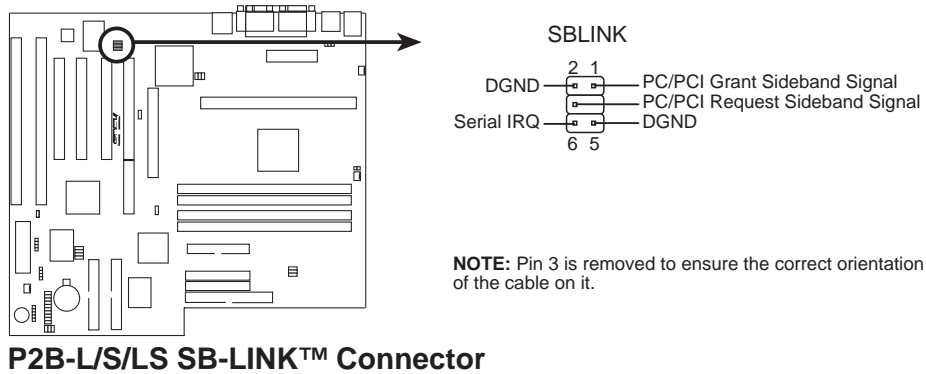 SBLINK
2 1
DGND
PC/PCI Grant Sideband Signal
PC/PCI Request Sideband Signal
Serial IRQ
DGND
6 5
NOTE: Pin 3 is removed to ensure the correct orientation
of the cable on it.
P2B-L/S/LS SB-LINK™ Connector